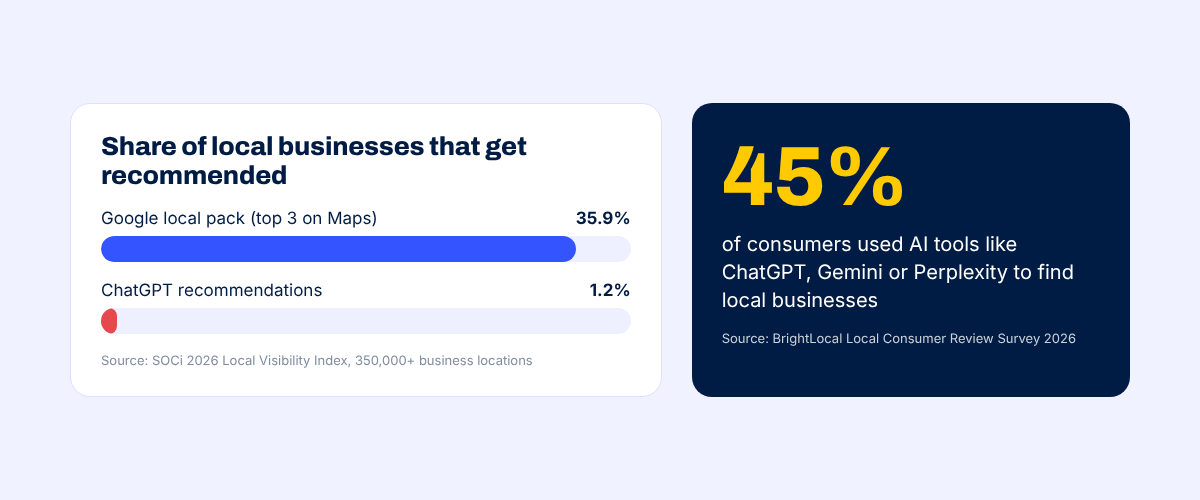 Share of local businesses that get
recommended
Google local pack (top 3 on Maps)
35.9%
ChatGPT recommendations
1.2%
Source: SOCi 2026 Local Visibility Index, 350,000+ business locations
45%
of consumers used AI tools like
ChatGPT, Gemini or Perplexity to find
local businesses
Source: BrightLocal Local Consumer Review Survey 2026